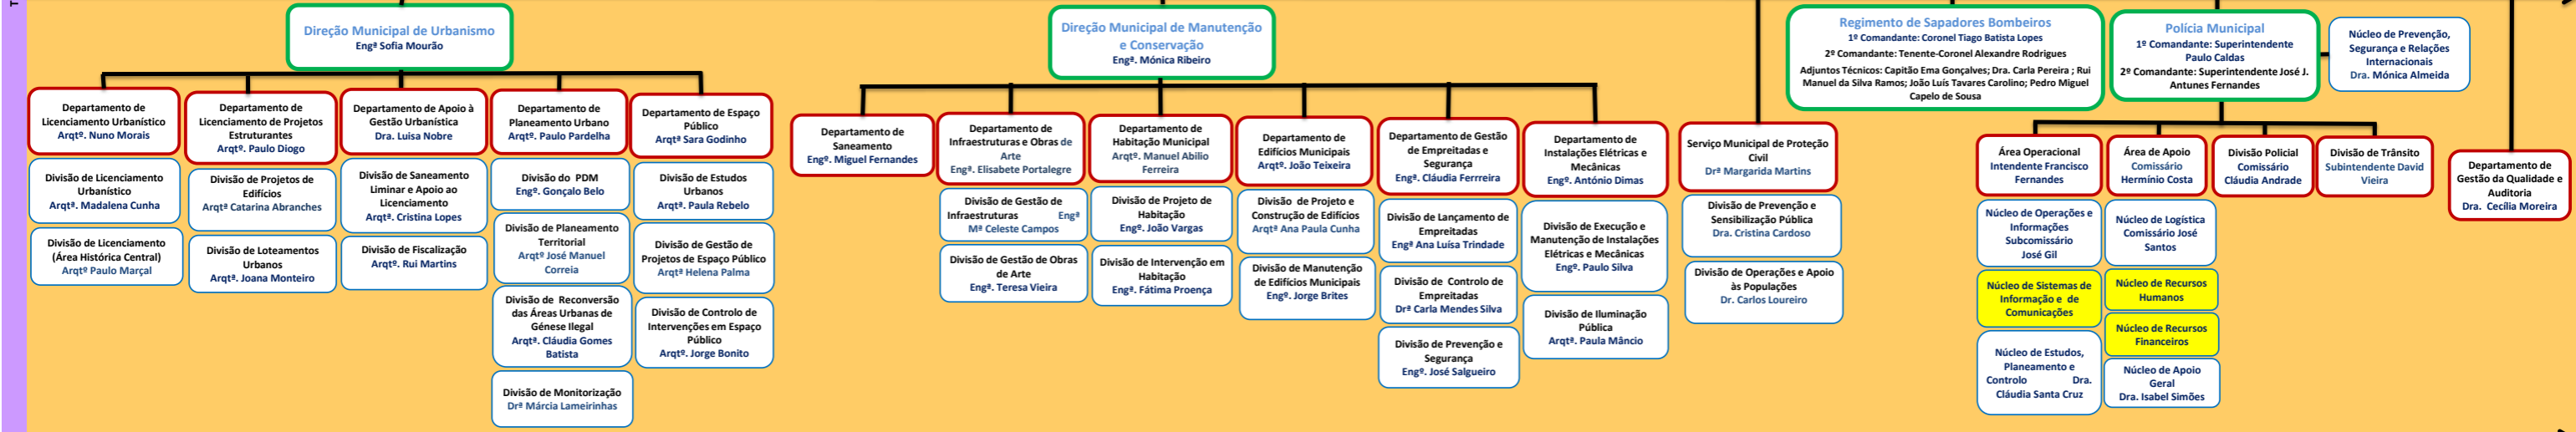 T
Direção Municipal de Urbanismo
Engª Sofia Mourão
Departamento de
Licenciamento Urbanístico
Arqtº. Nuno Morais
Divisão de Licenciamento
Urbanístico
Arqtª. Madalena Cunha
Divisão de Licenciamento
(Área Histórica Central)
Arqtº Paulo Marçal
Departamento de
Licenciamento de Projetos
Estruturantes
Arqtº. Paulo Diogo
Divisão de Projetos de
Edifícios
Arqtª Catarina Abranches
Divisão de Loteamentos
Urbanos
Arqtª. Joana Monteiro
Departamento de Apoio à
Gestão Urbanística
Dra. Luisa Nobre
Divisão de Saneamento
Liminar e Apoio ao
Licenciamento
Arqtª. Cristina Lopes
Divisão de Fiscalização
Arqtº. Rui Martins
Departamento de
Planeamento Urbano
Arqtº. Paulo Pardelha
Divisão do PDM
Engº. Gonçalo Belo
Divisão de Planeamento
Territorial
Arqtº José Manuel
Correia
Divisão de Reconversão
das Áreas Urbanas de
Génese Ilegal
Arqtª. Cláudia Gomes
Batista
Divisão de Monitorização
Drª Márcia Lameirinhas
Departamento de Espaço
Público
Arqtª Sara Godinho
Divisão de Estudos
Urbanos
Arqtª. Paula Rebelo
Divisão de Gestão de
Projetos de Espaço Público
Arqtª Helena Palma
Divisão de Controlo de
Intervenções em Espaço
Público
Arqtº. Jorge Bonito
Direção Municipal de Manutenção
e Conservação
Engª. Mónica Ribeiro
Departamento de
Saneamento
Engº. Miguel Fernandes
Departamento de
Infraestruturas e Obras de
Arte
Engª. Elisabete Portalegre
Divisão de Gestão de
Infraestruturas Engª
Mª Celeste Campos
Divisão de Gestão de Obras
de Arte
Engª. Teresa Vieira
Departamento de
Habitação Municipal
Arqtº. Manuel Abílio
Ferreira
Divisão de Projeto de
Habitação
Engº. João Vargas
Divisão de Intervenção em
Habitação
Engª. Fátima Proença
Departamento de
Edifícios Municipais
Arqtº. João Teixeira
Divisão de Projeto e
Construção de Edifícios
Arqtª Ana Paula Cunha
Divisão de Manutenção
de Edifícios Municipais
Engº. Jorge Brites
Departamento de Gestão
de Empreitadas e
Segurança
Engª. Cláudia Ferrreira
Divisão de Lançamento de
Empreitadas
Engª Ana Luísa Trindade
Divisão de Controlo de
Empreitadas
Drª Carla Mendes Silva
Divisão de Prevenção e
Segurança
Engº. José Salgueiro
Departamento de
Instalações Elétricas e
Mecânicas
Engº. António Dimas
Divisão de Execução e
Manutenção de Instalações
Elétricas e Mecânicas
Engº. Paulo Silva
Divisão de Iluminação
Pública
Arqtª. Paula Mâncio
Serviço Municipal de Proteção
Civil
Drª Margarida Martins
Divisão de Prevenção e
Sensibilização Pública
Dra. Cristina Cardoso
Divisão de Operações e Apoio
às Populações
Dr. Carlos Loureiro
Regimento de Sapadores Bombeiros
1º Comandante: Coronel Tiago Batista Lopes
2º Comandante: Tenente-Coronel Alexandre Rodrigues
Adjuntos Técnicos: Capitão Ema Gonçalves; Dra. Carla Pereira ; Rui
Manuel da Silva Ramos; João Luís Tavares Carolino; Pedro Miguel
Capelo de Sousa
Polícia Municipal
1º Comandante: Superintendente
Paulo Caldas
2º Comandante: Superintendente José J.
Antunes Fernandes
Núcleo de Prevenção,
Segurança e Relações
Internacionais
Dra. Mónica Almeida
Área Operacional
Intendente Francisco
Fernandes
Núcleo de Operações e
Informações
Subcomissário
José Gil
Núcleo de Sistemas de
Informação e de
Comunicações
Núcleo de Estudos,
Planeamento e
Controlo Dra.
Cláudia Santa Cruz
Área de Apoio
Comissário
Hermínio Costa
Núcleo de Logística
Comissário José
Santos
Núcleo de Recursos
Humanos
Núcleo de Recursos
Financeiros
Núcleo de Apoio
Geral
Dra. Isabel Simões
Divisão Policial
Comissário
Cláudia Andrade
Divisão de Trânsito
Subintendente David
Vieira
Departamento de
Gestão da Qualidade e
Auditoria
Dra. Cecília Moreira